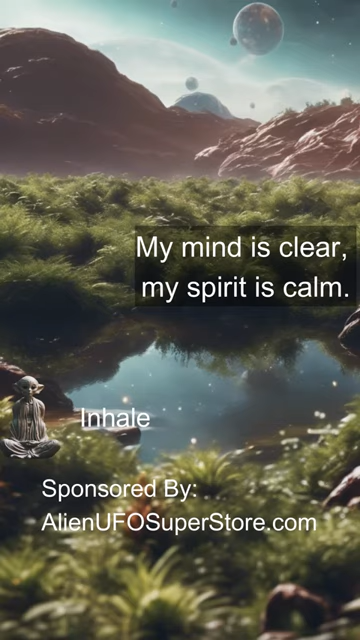 My mind is clear,
my spirit is calm.
Inhale
Sponsored By:
AlienUFOSuperStore.com